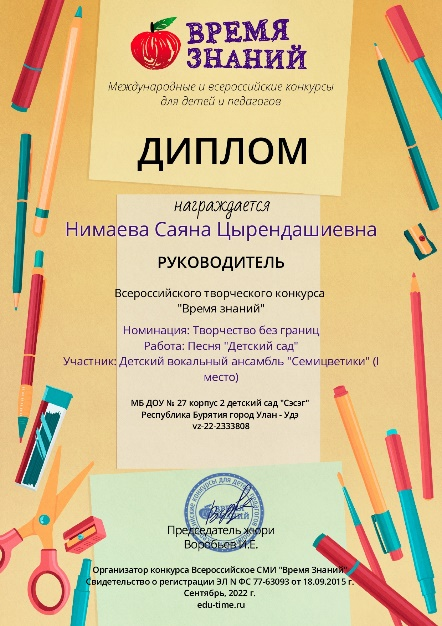 ВРЕМЯ
ЗНАНИЙ
Международные и всероссийские конкурсы
для детей и педагогов
ДИПЛОМ
награждается
Нимаева Саяна Цырендашиевна
РУКОВОДИТЕЛЬ
Всероссийского творческого конкурса
"Время знаний"
Номинация: Творчество без границ
Работа: Песня "Детский сад"
Участник: Детский вокальный ансамбль "Семицветики" (I
место)
МБ ДОУ № 27 корпус 2 детский сад "Сэсэг"
Республика Бурятия город Улан - Удэ
vz-22-2333808
ВРЕМЯ
ЗНАНИЙ
Председатель жюри
Воробьев И.Е.
Организатор конкурса Всероссийское СМИ "Время Знаний"
Свидетельство о регистрации ЭЛ N ФС 77-63093 от 18.09.2015 г.
Сентябрь, 2022 г.
edu-time.ru